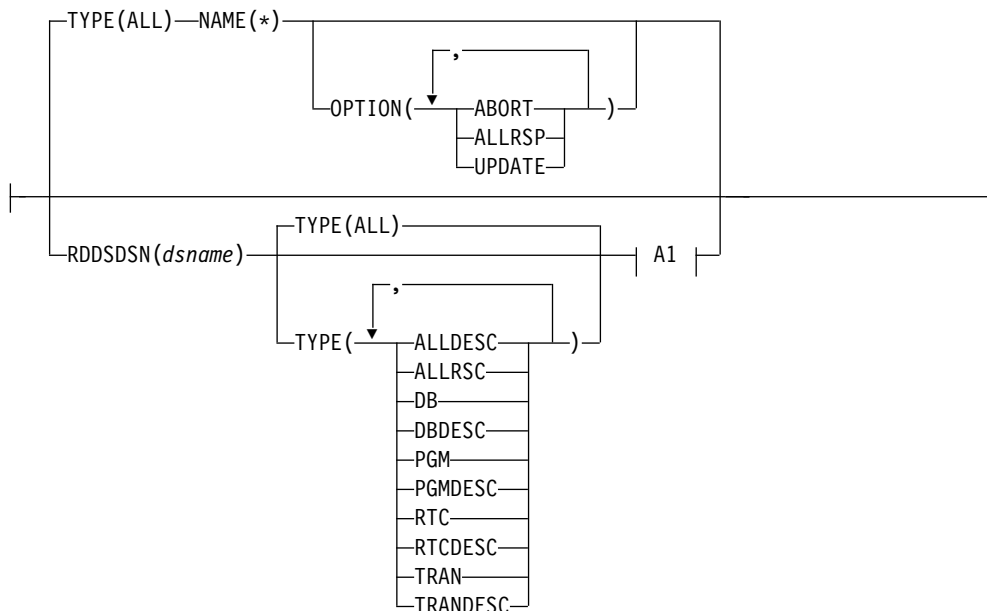 TYPE(ALL) NAME(*)
,
OPTION( ABORT )
ALLRSP
UPDATE
TYPE(ALL)
RDDSDSN(dsname) A1
,
TYPE( ALLDESC )
ALLRSC
DB
DBDESC
PGM
PGMDESC
RTC
RTCDESC
TRAN
TRANDESC